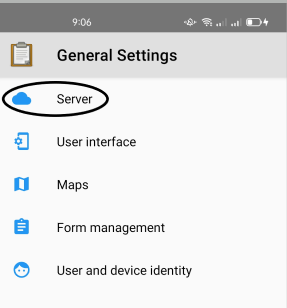 9:06
General Settings
Server
User interface
Maps
Form management
User and device identity